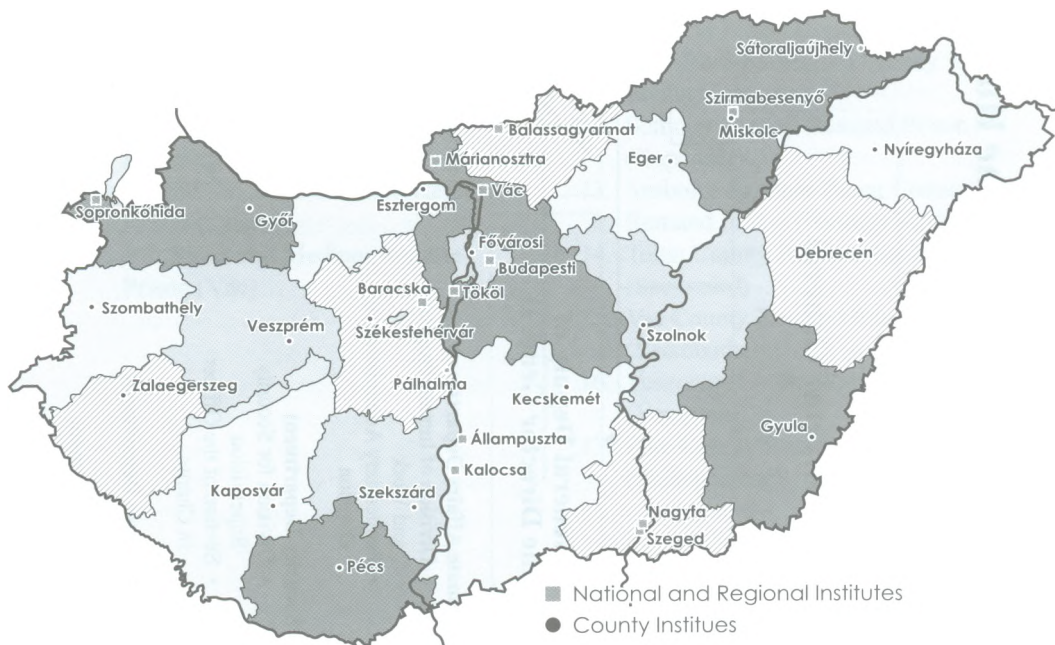 Sátoraljaújhely
Szirmabesenyő
Miskolc
Balassagyarmat
Nyíregyháza
Eger
Márianosztra
Vác
Sopronkőhida
Esztergom
Győr
Fővárosi
Debrecen
Budapesti
Baracska
Tököl
Szombathely
Székesfehérvár
Szolnok
Veszprém
Pálhalma
Zalaegerszeg
Kecskemét
Gyula
Állampuszta
Kalocsa
Kaposvár
Szekszárd
Nagyfa
Szeged
Pécs
National and Regional Institutes
County Institues